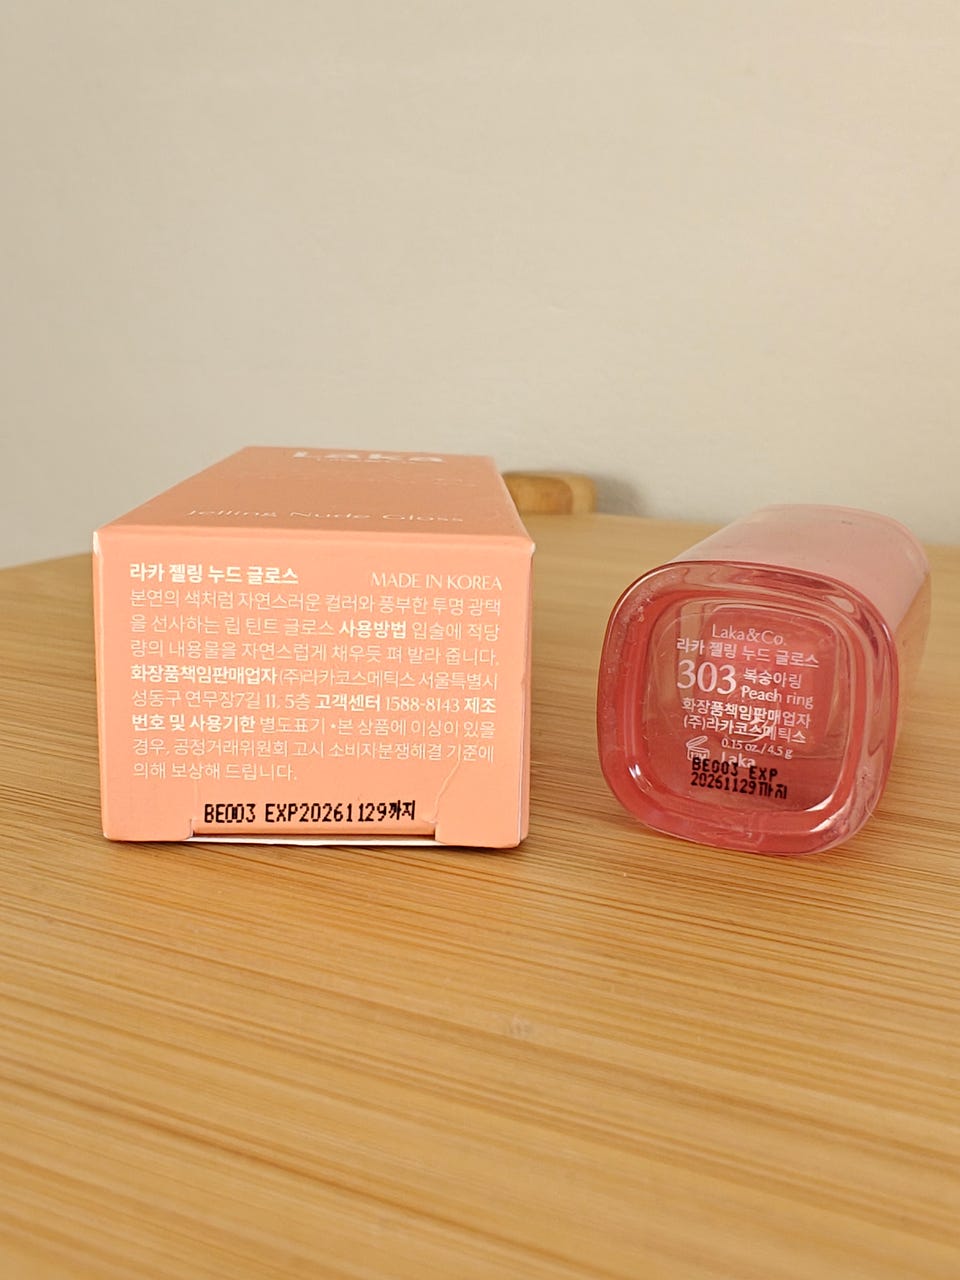 Laka
Jelling Nude Gloss
라카 젤링 누드 글로스
MADE IN KOREA
본연의 색처럼 자연스러운 컬러와 풍부한 투명 광택
을 선사하는 립 틴트 글로스 사용방법 입술에 적당
량의 내용물을 자연스럽게 채우듯 펴 발라 줍니다.
화장품책임판매업자 (주)라카코스메틱스 서울특별시
성동구 연무장7길 11, 5층 고객센터 1588-8143 제조
번호 및 사용기한 별도표기 *본 상품에 이상이 있을
경우, 공정거래위원회 고시 소비자분쟁해결 기준에
의해 보상해 드립니다.
BE003 EXP20261129까지
Laka&Co.
라카 젤링 누드 글로스
303 복숭아링
Peach ring
화장품책임판매업자
(주)라카코스메틱스
0.15 oz./4.5 g
Laka
BE003 EXP
20261129까지